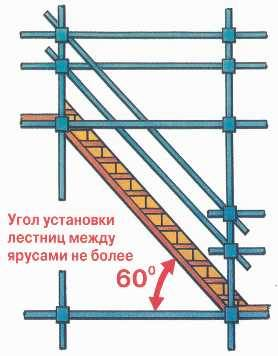 Угол установки
лестниц между
ярусами не более
60⁰